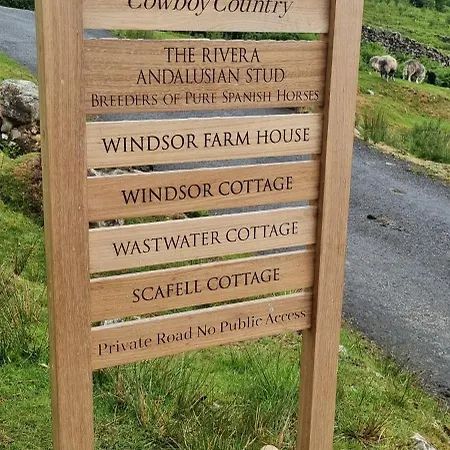 Cowboy Country
THE RIVERA
ANDALUSIAN STUD
BREEDERS OF PURE SPANISH HORSES
WINDSOR FARM HOUSE
WINDSOR COTTAGE
WASTWATER COTTAGE
SCAFELL COTTAGE
Private Road No Public Access